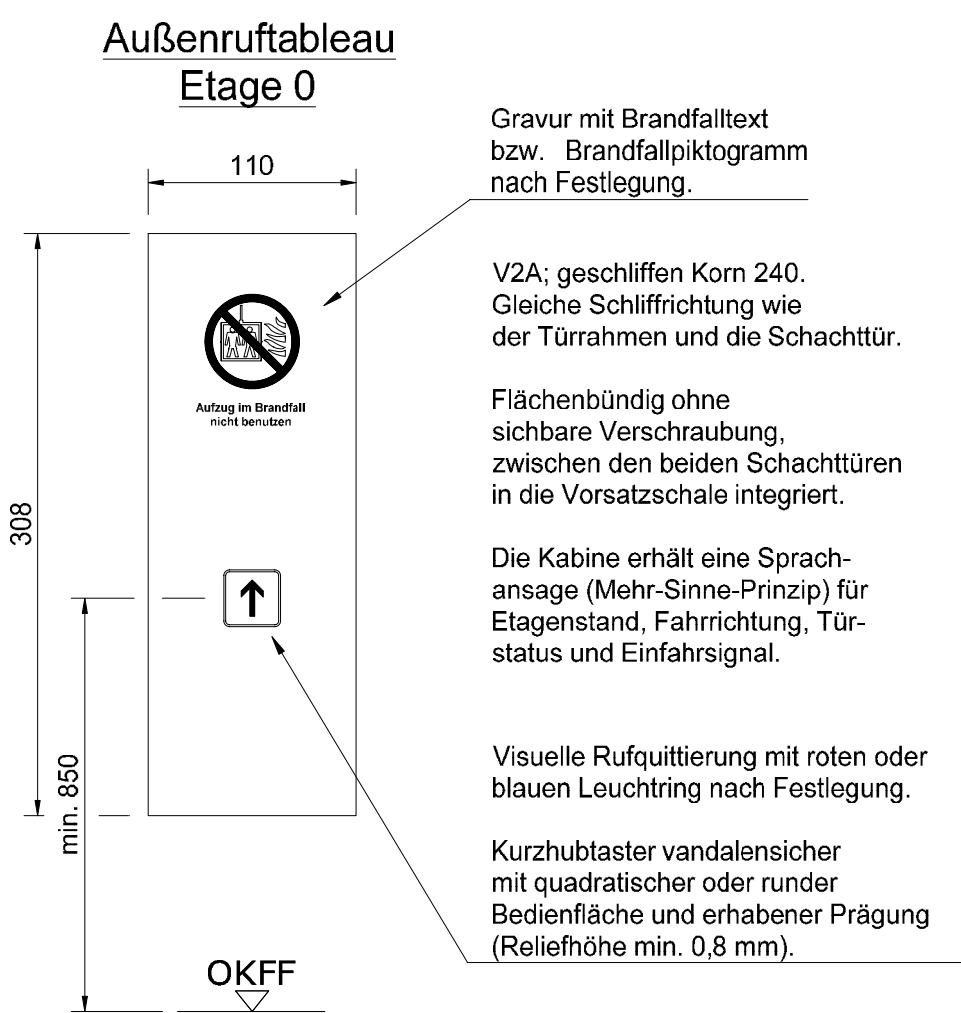 Außenruftableau
Etage 0
110
Gravur mit Brandfalltext
bzw. Brandfallpiktogramm
nach Festlegung.
V2A; geschliffen Korn 240.
Gleiche Schliffrichtung wie
der Türrahmen und die Schachttür.
Aufzug im Brandfall
nicht benutzen
Flächenbündig ohne
sichbare Verschraubung,
zwischen den beiden Schachttüren
in die Vorsatzschale integriert.
308
Die Kabine erhält eine Sprach-
ansage (Mehr-Sinne-Prinzip) für
Etagenstand, Fahrrichtung, Tür-
status und Einfahrsignal.
min. 850
Visuelle Rufquittierung mit roten oder
blauen Leuchtring nach Festlegung.
Kurzhubtaster vandalensicher
mit quadratischer oder runder
Bedienfläche und erhabener Prägung
(Reliefhöhe min. 0,8 mm).
OKFF